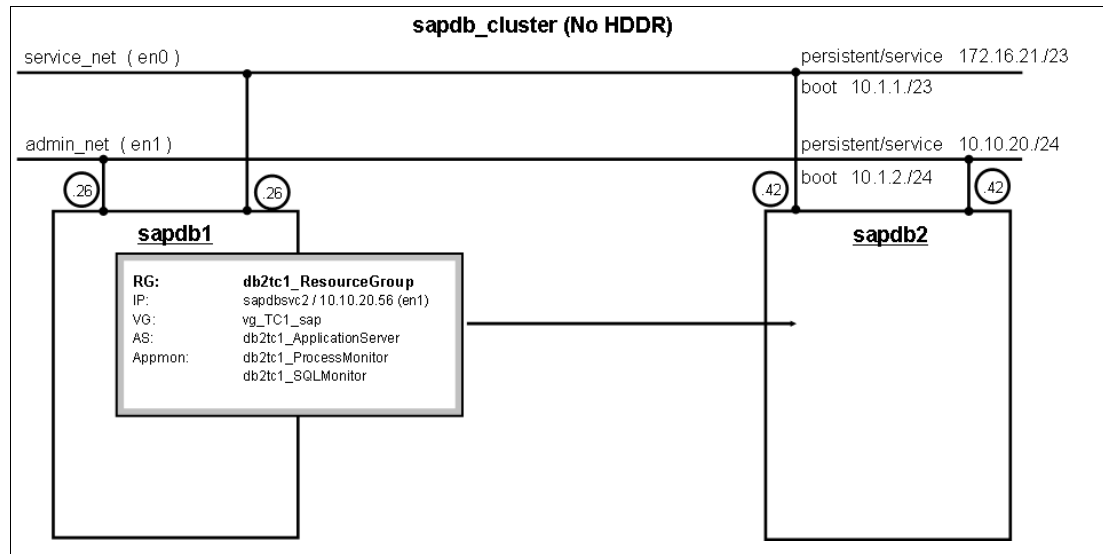 sapdb_cluster (No HDDR)
service_net ( en0 )
persistent/service 172.16.21./23
boot 10.1.1./23
admin_net ( en1 )
persistent/service 10.10.20./24
boot 10.1.2./24
.26
.26
.42
.42
sapdb1
sapdb2
RG: db2tc1_ResourceGroup
IP: sapdbsvc2 / 10.10.20.56 (en1)
VG: vg_TC1_sap
AS: db2tc1_ApplicationServer
Appmon: db2tc1_ProcessMonitor
db2tc1_SQLMonitor